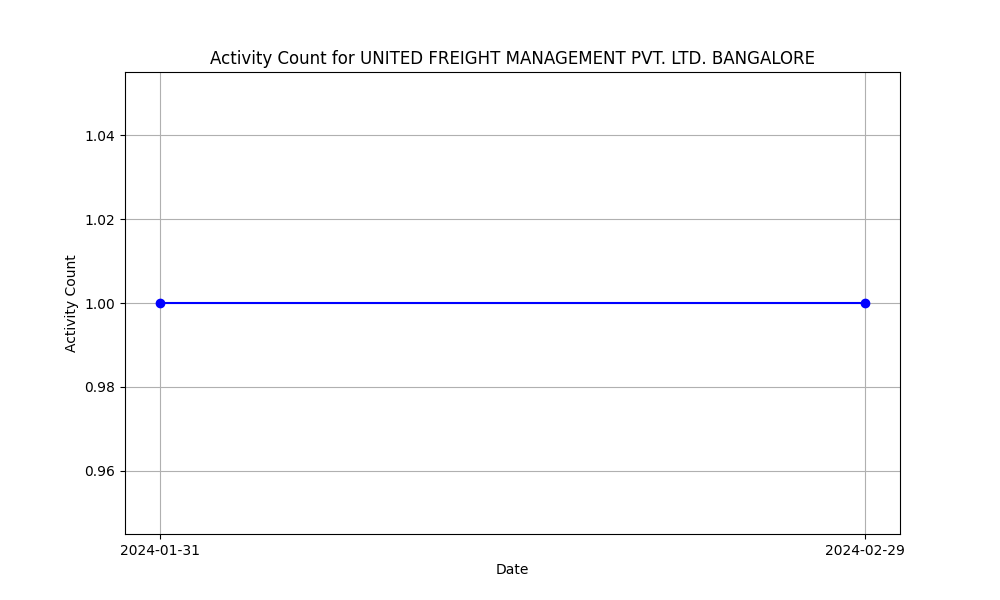 Activity Count for UNITED FREIGHT MANAGEMENT PVT. LTD. BANGALORE
1.04
1.02
1.00
0.98
0.96
Activity Count
2024-01-31 2024-02-29
Date